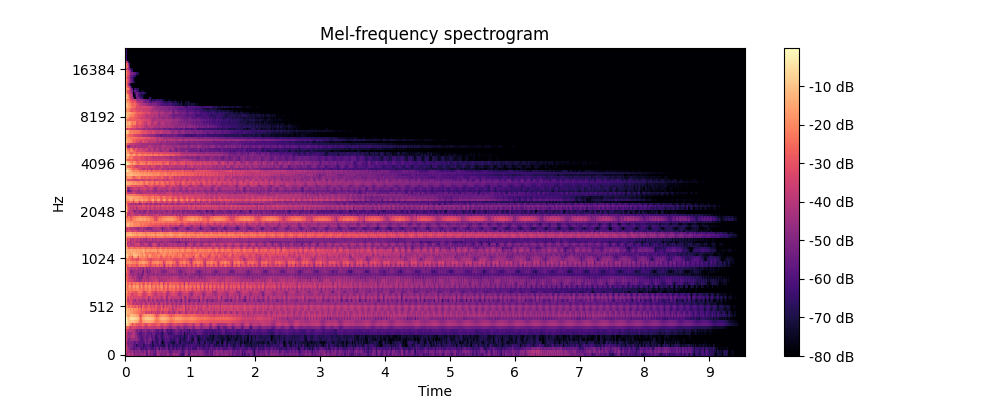 Mel-frequency spectrogram
Hz
16384
8192
4096
2048
1024
512
0
0 1 2 3 4 5 6 7 8 9
Time
-10 dB
-20 dB
-30 dB
-40 dB
-50 dB
-60 dB
-70 dB
-80 dB